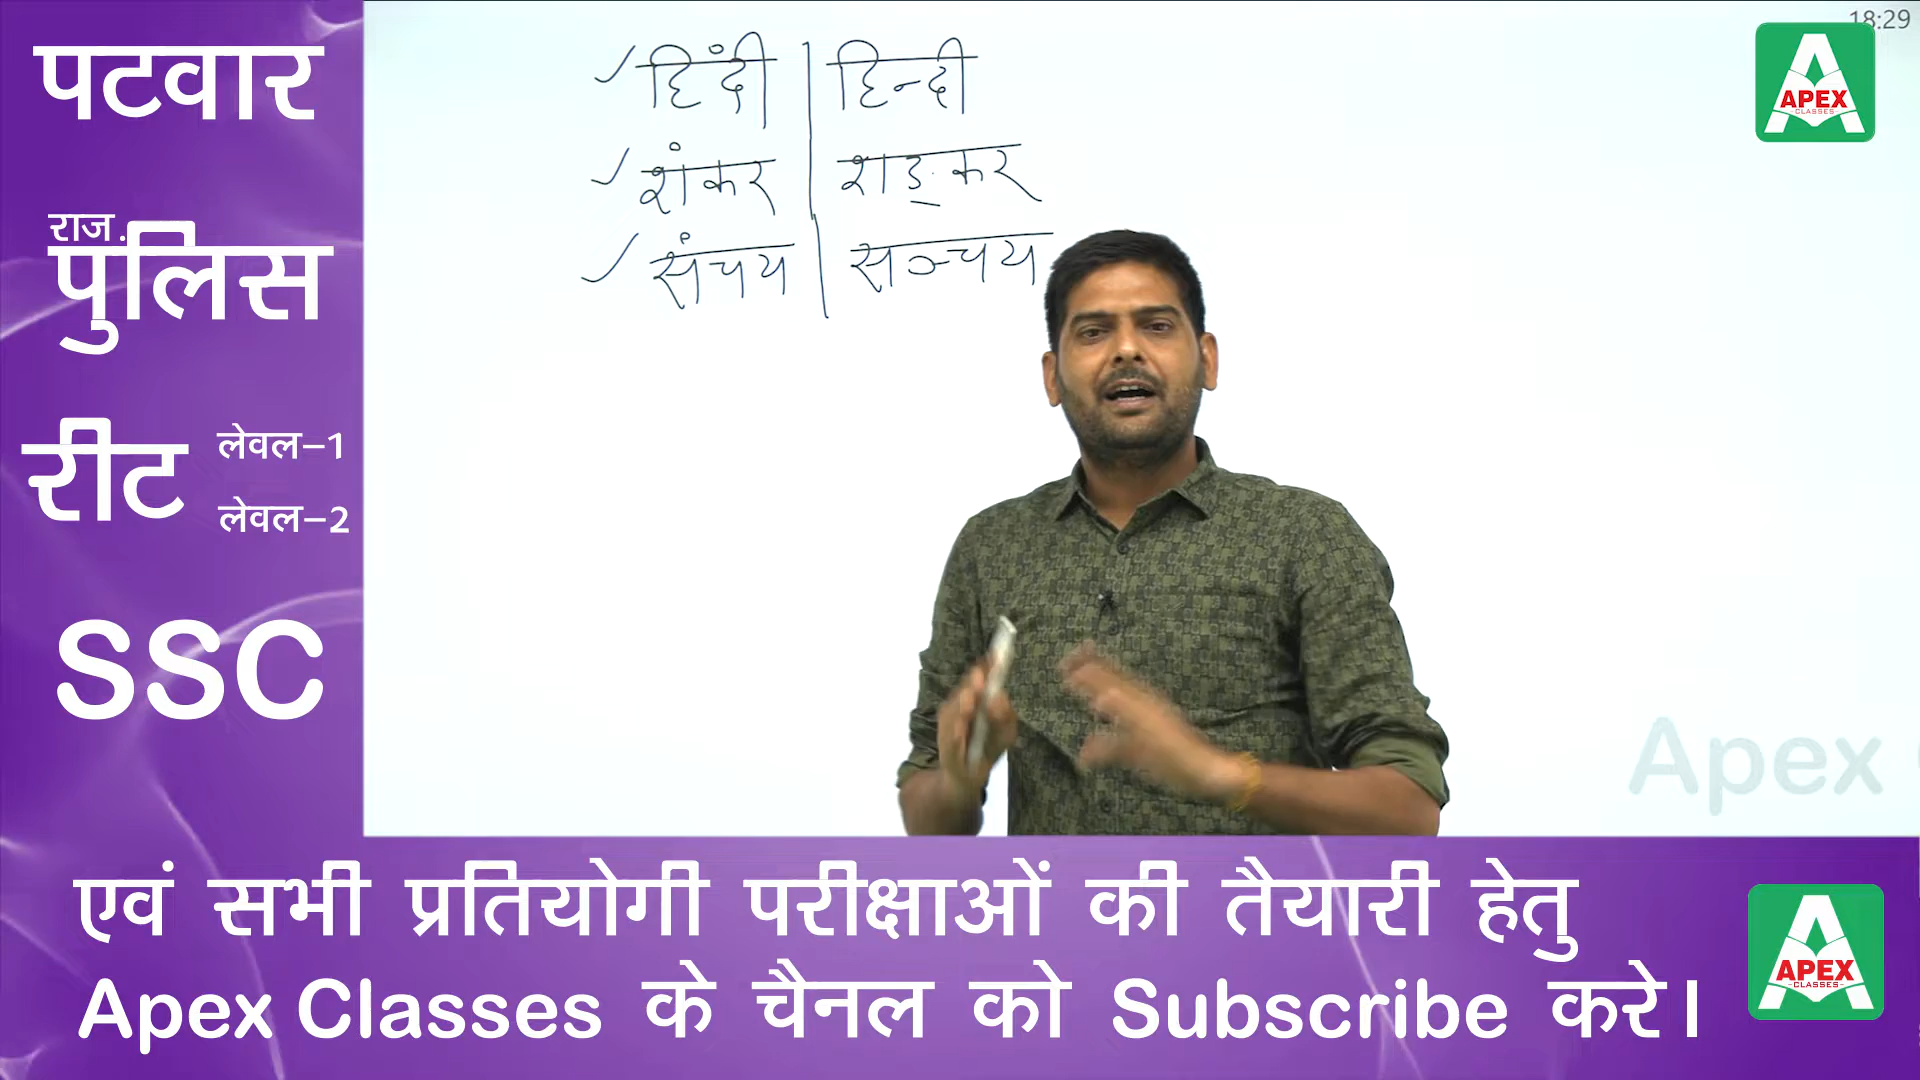 पटवार
राज.
पुलिस
रीट लेवल–1
लेवल–2
SSC
18:29
हिंदी | हिन्दी
शंकर | शङ्कर
संचय | सञ्चय
APEX
CLASSES
Apex
एवं सभी प्रतियोगी परीक्षाओं की तैयारी हेतु
Apex Classes के चैनल को Subscribe करे।
APEX
-CLASSES-